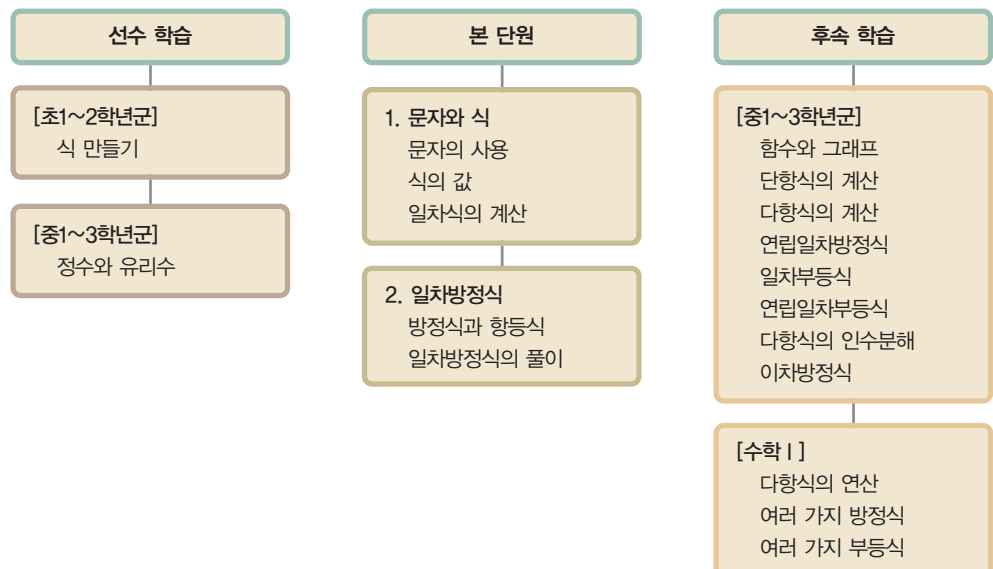 선수 학습
[초1~2학년군]
식 만들기
[중1~3학년군]
정수와 유리수
본 단원
1. 문자와 식
문자의 사용
식의 값
일차식의 계산
2. 일차방정식
방정식과 항등식
일차방정식의 풀이
후속 학습
[중1~3학년군]
함수와 그래프
단항식의 계산
다항식의 계산
연립일차방정식
일차부등식
연립일차부등식
다항식의 인수분해
이차방정식
[수학Ⅰ]
다항식의 연산
여러 가지 방정식
여러 가지 부등식